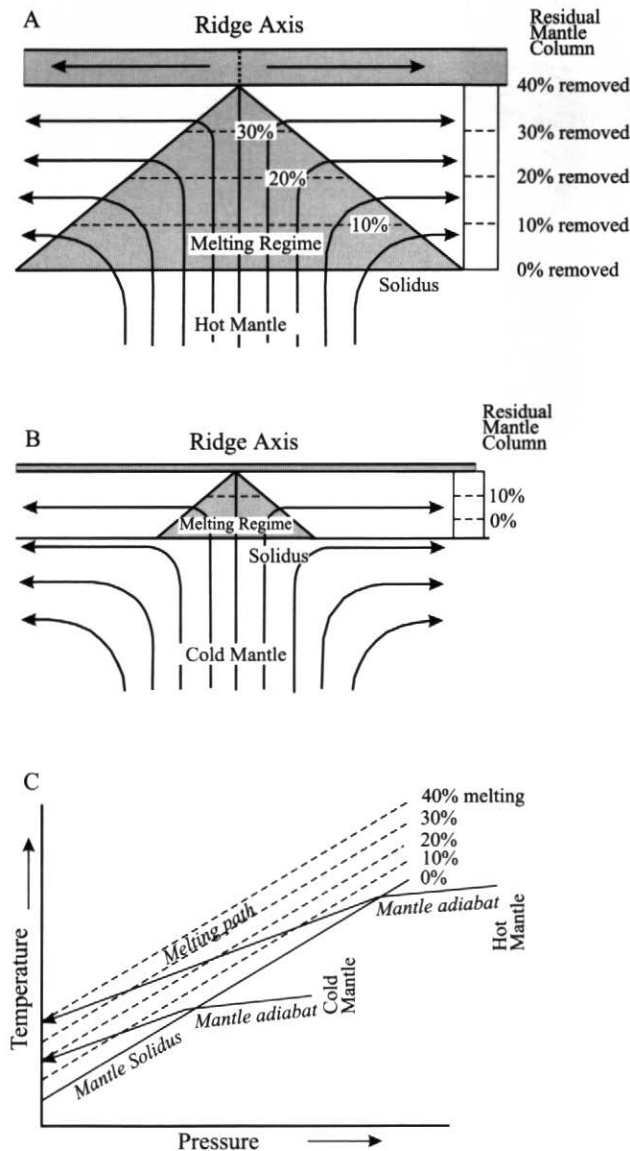 A
Ridge Axis
Residual
Mantle
Column
40% removed
30%
30% removed
20%
20% removed
10%
10% removed
Melting Regime
0% removed
Solidus
Hot Mantle
B
Ridge Axis
Residual
Mantle
Column
10%
Melting Regime
0%
Solidus
Cold Mantle
C
40% melting
30%
20%
10%
0%
Mantle adiabat
Hot
Mantle
Melting path
Cold
Mantle
Mantle adiabat
Mantle Solidus
Temperature
Pressure